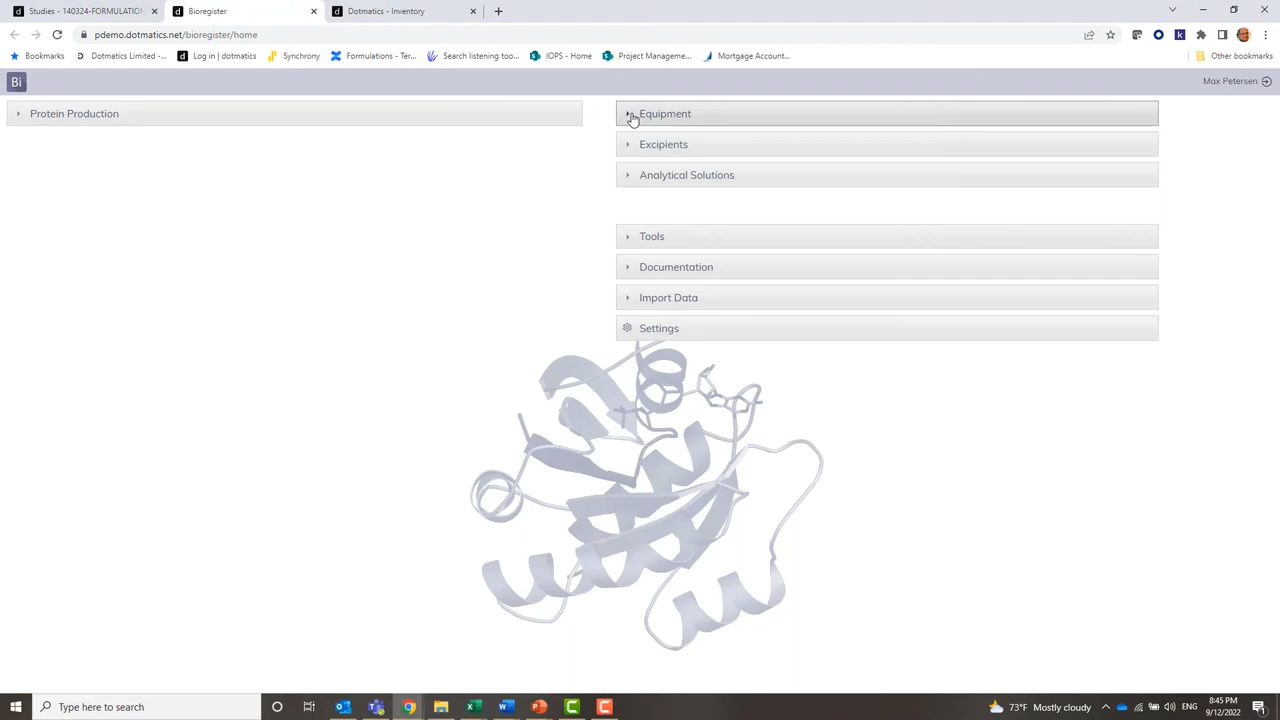 Studies - 140324-FORMULATION
Bioregister
Dotmatics - Inventory
pdemo.dotmatics.net/bioregister/home
Bookmarks
Dotmatics Limited -...
Log in | dotmatics
Synchrony
Formulations - Ter...
Search listening too...
IOPS - Home
Project Manageme...
Mortgage Account...
Other bookmarks
Bi
Max Petersen
Protein Production
Equipment
Excipients
Analytical Solutions
Tools
Documentation
Import Data
Settings
Type here to search
73°F Mostly cloudy
ENG
8:45 PM
9/12/2022